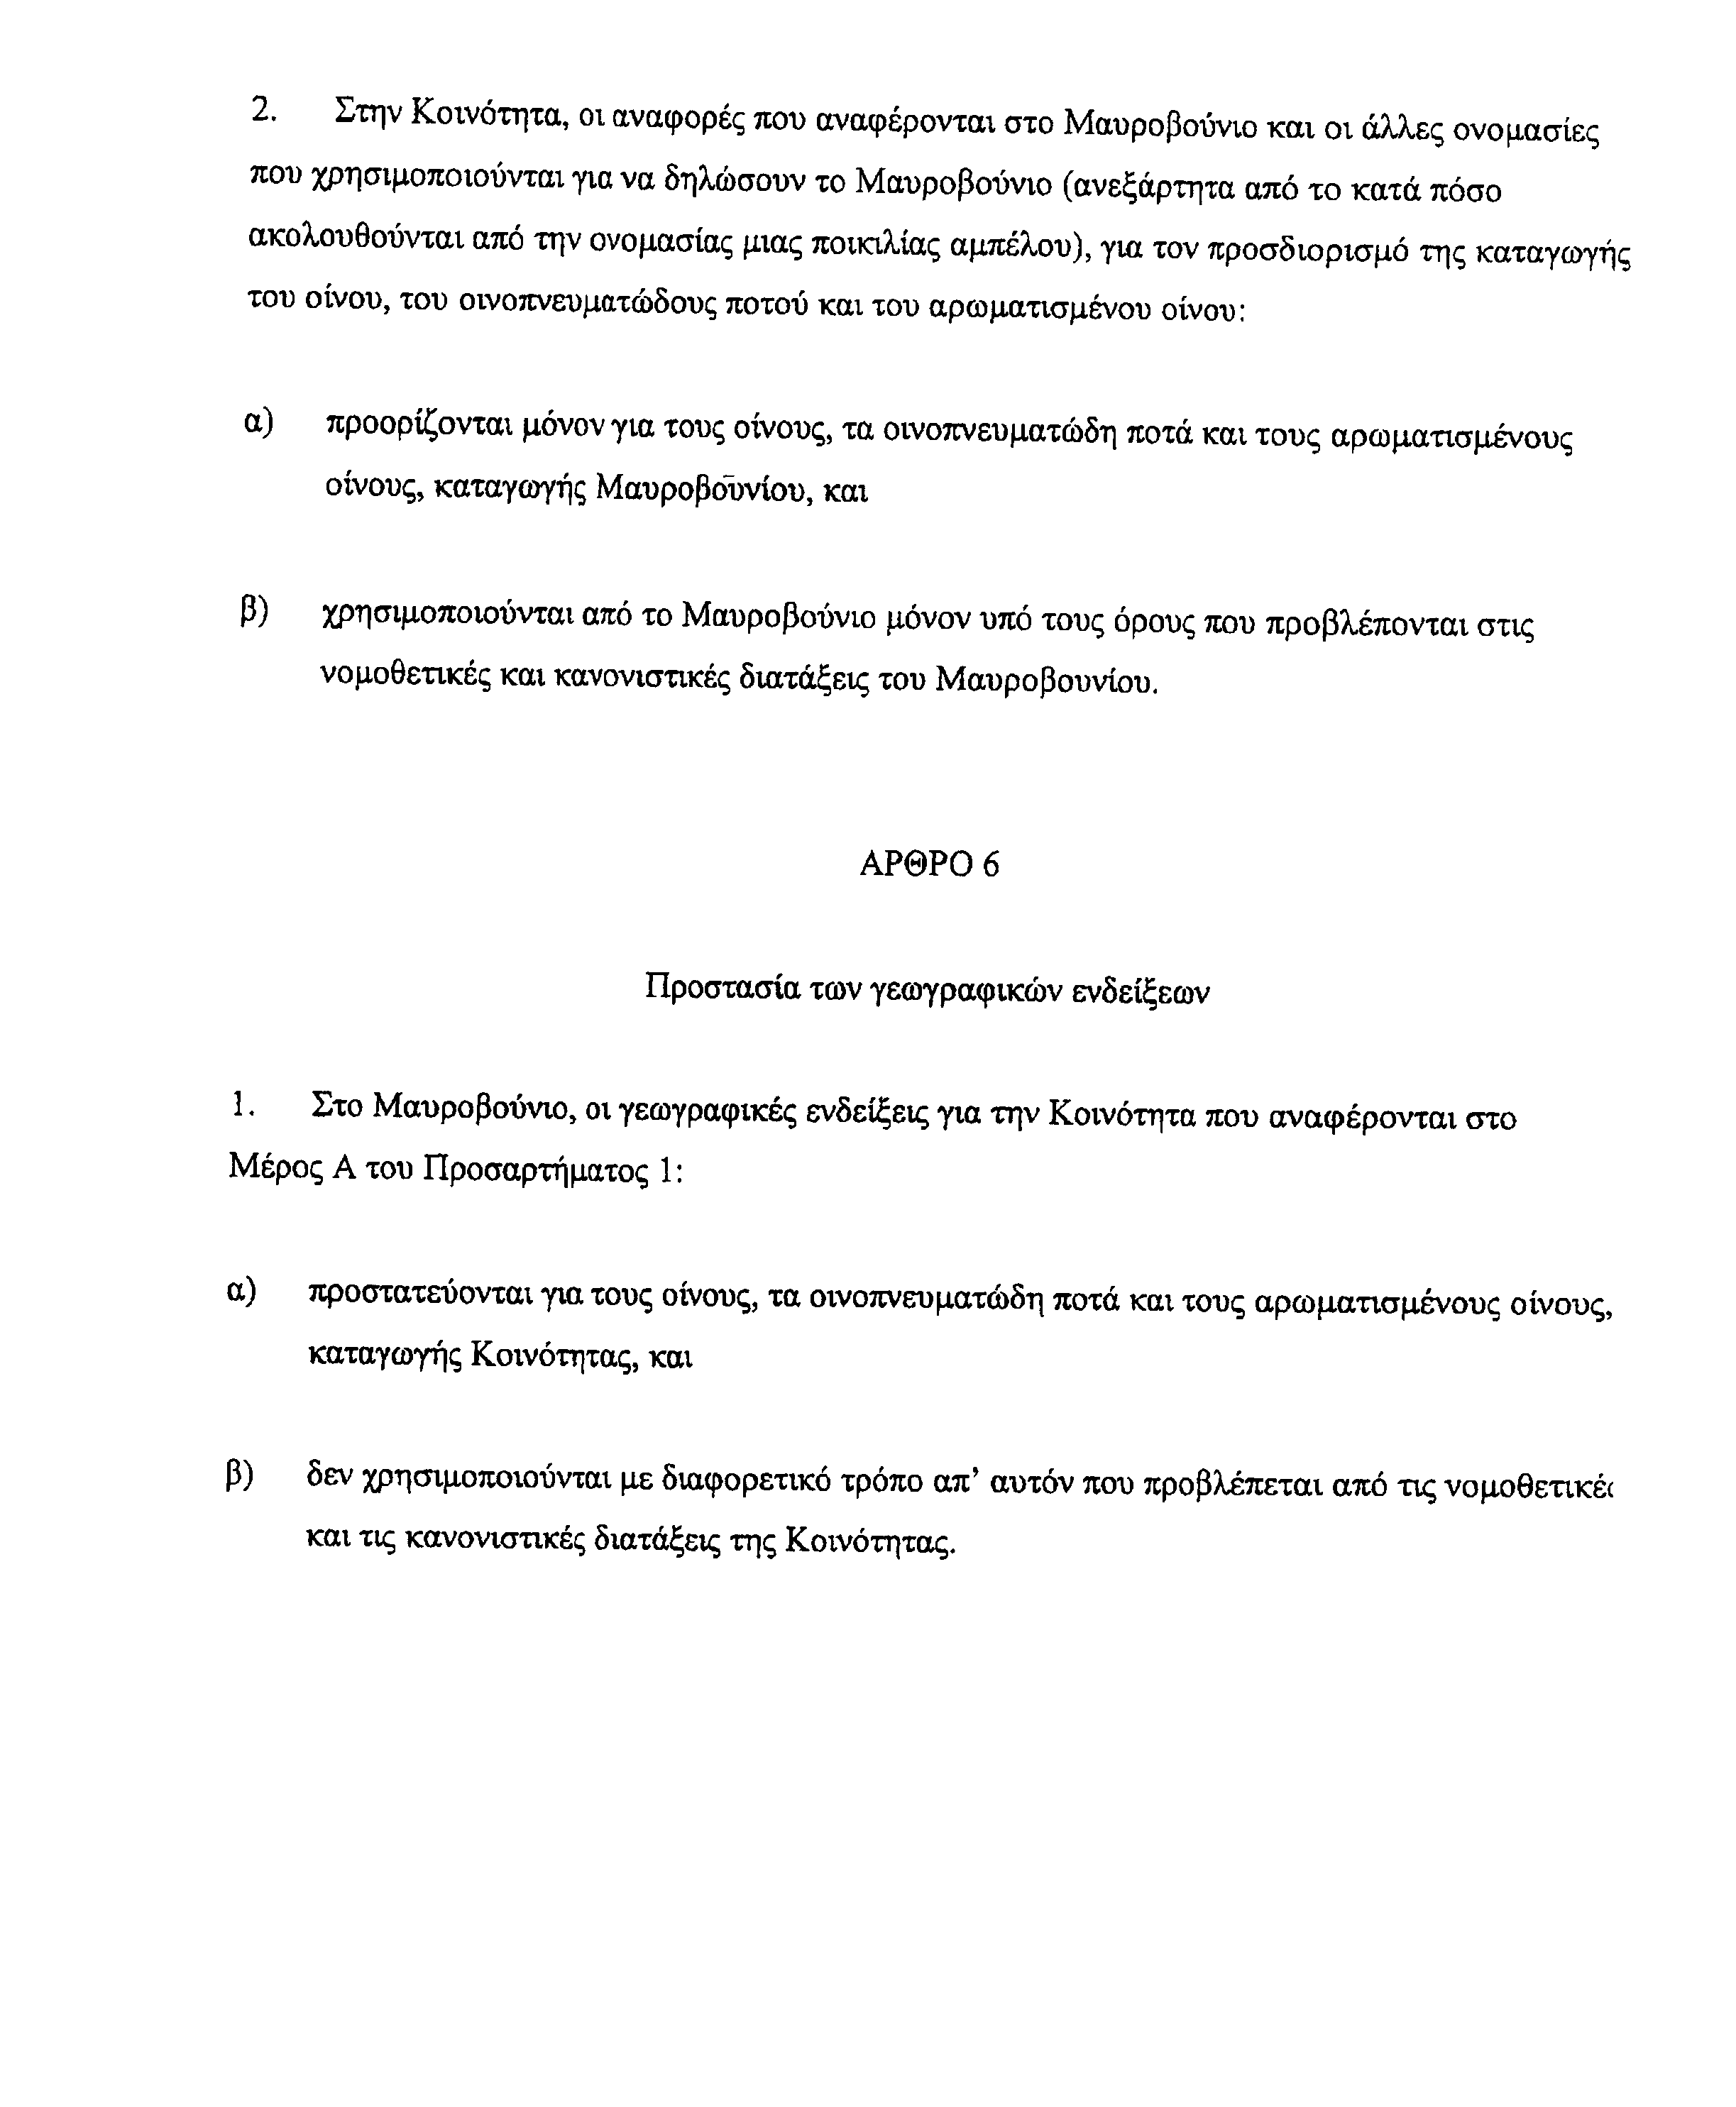 2. Στην Κοινότητα, οι αναφορές που αναφέρονται στο Μαυροβούνιο και οι άλλες ονομασίες
που χρησιμοποιούνται για να δηλώσουν το Μαυροβούνιο (ανεξάρτητα από το κατά πόσο
ακολουθούνται από την ονομασίας μιας ποικιλίας αμπέλου), για τον προσδιορισμό της καταγωγής
του οίνου, του οινοπνευματώδους ποτού και του αρωματισμένου οίνου:
α) προορίζονται μόνον για τους οίνους, τα οινοπνευματώδη ποτά και τους αρωματισμένους
οίνους, καταγωγής Μαυροβουνίου, και
β) χρησιμοποιούνται από το Μαυροβούνιο μόνον υπό τους όρους που προβλέπονται στις
νομοθετικές και κανονιστικές διατάξεις του Μαυροβουνίου.
ΑΡΘΡΟ 6
Προστασία των γεωγραφικών ενδείξεων
1. Στο Μαυροβούνιο, οι γεωγραφικές ενδείξεις για την Κοινότητα που αναφέρονται στο
Μέρος Α του Προσαρτήματος 1:
α) προστατεύονται για τους οίνους, τα οινοπνευματώδη ποτά και τους αρωματισμένους οίνους,
καταγωγής Κοινότητας, και
β) δεν χρησιμοποιούνται με διαφορετικό τρόπο απ’ αυτόν που προβλέπεται από τις νομοθετικές
και τις κανονιστικές διατάξεις της Κοινότητας.